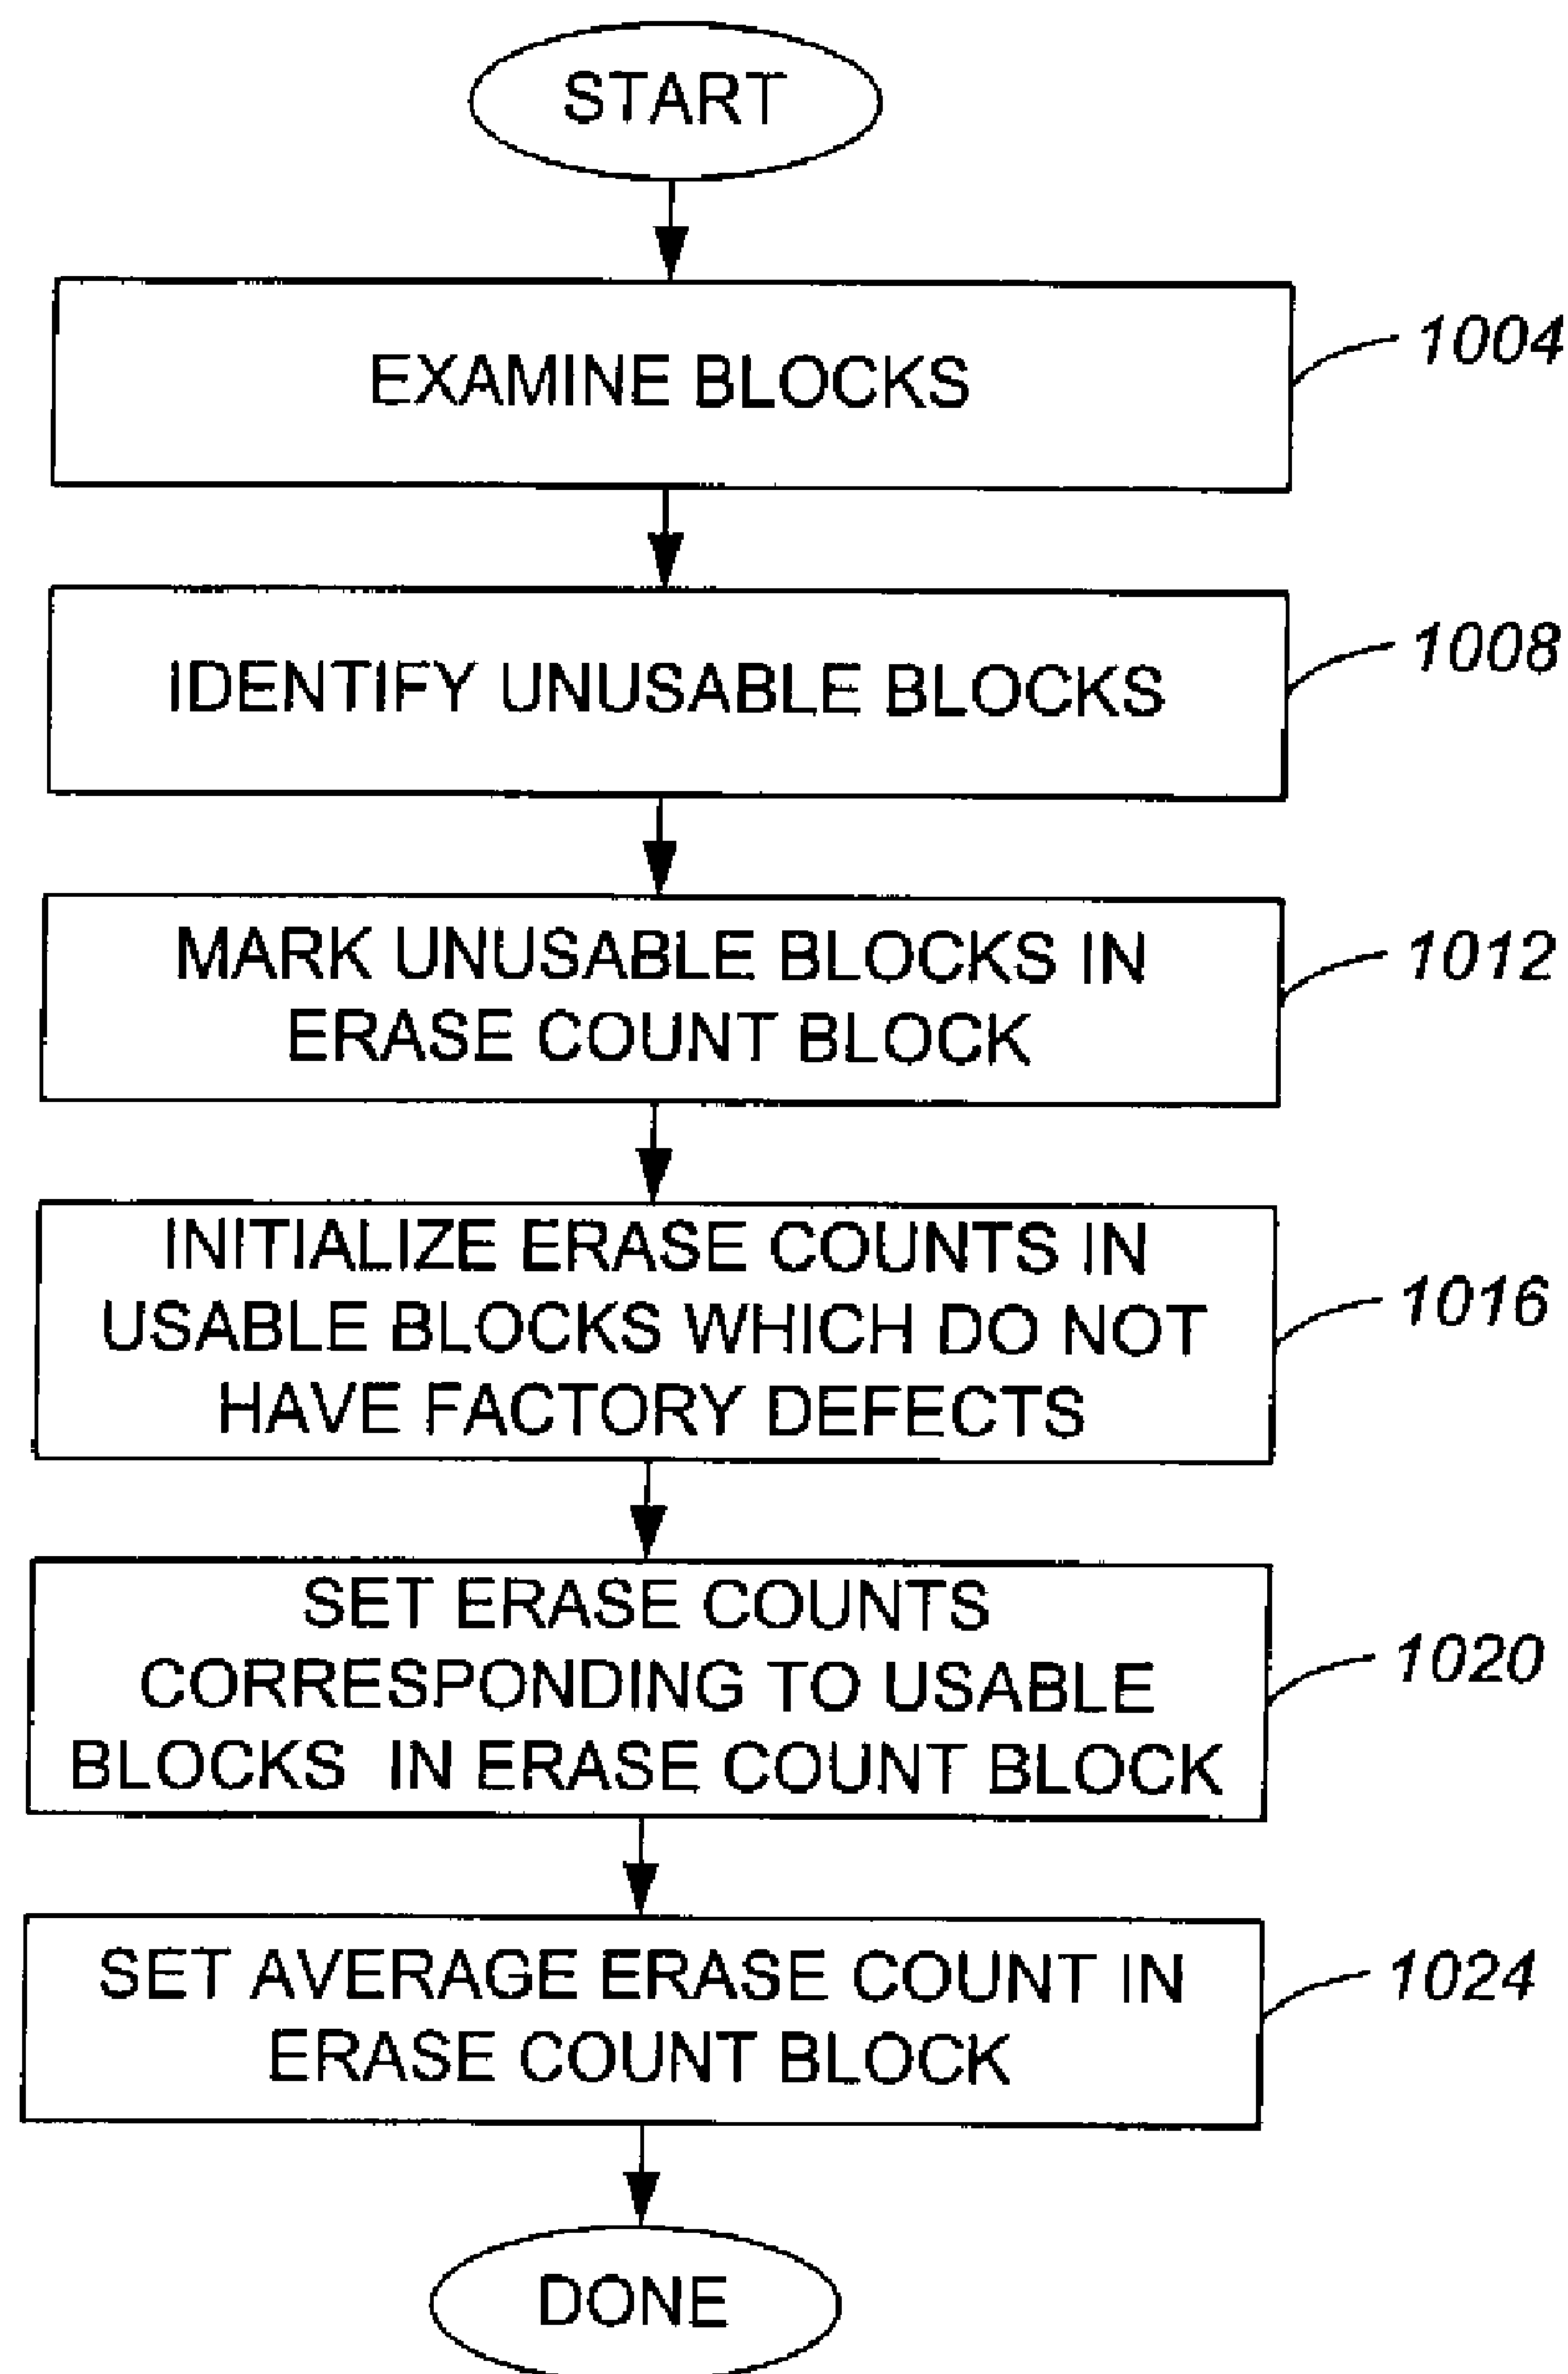 START
EXAMINE BLOCKS
1004
IDENTIFY UNUSABLE BLOCKS
1008
MARK UNUSABLE BLOCKS IN
ERASE COUNT BLOCK
1012
INITIALIZE ERASE COUNTS IN
USABLE BLOCKS WHICH DO NOT
HAVE FACTORY DEFECTS
1016
SET ERASE COUNTS
CORRESPONDING TO USABLE
BLOCKS IN ERASE COUNT BLOCK
1020
SET AVERAGE ERASE COUNT IN
ERASE COUNT BLOCK
1024
DONE